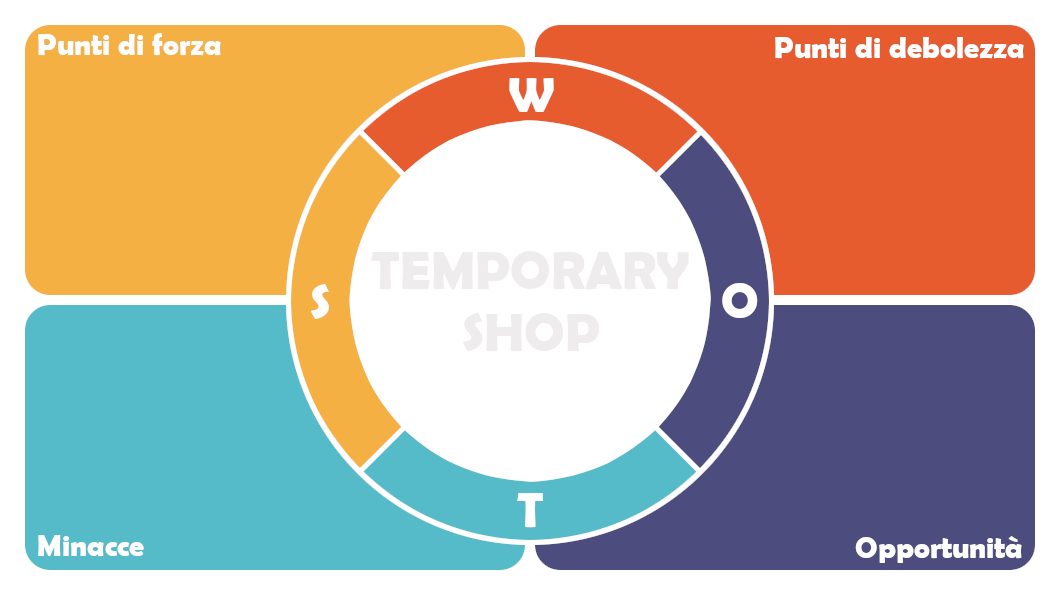 Punti di forza
Punti di debolezza
W
S
TEMPORARY
SHOP
O
T
Minacce
Opportunità